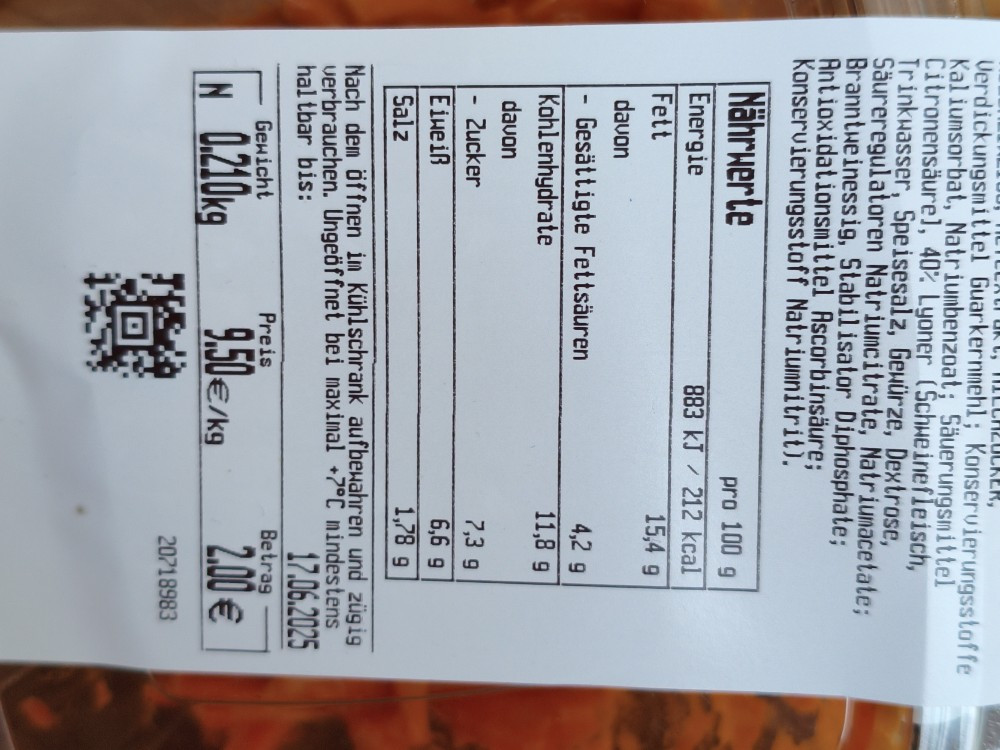 Verdickungsmittel Guarkernmehl; Konservierungsstoffe
Kaliumsorbat, Natriumbenzoat; Säuerungsmittel
Citronensäure], 40% Lyoner (Schweinefleisch,
Trinkwasser, Speisesalz, Gewürze, Dextrose,
Säureregulatoren Natriumcitrate, Natriumacetate;
Branntweinessig, Stabilisator Diphosphate;
Antioxidationsmittel Ascorbinsäure;
Konservierungsstoff Natriumnitrit).
Nährwerte pro 100 g
Energie 883 kJ / 212 kcal
Fett 15,4 g
davon
- Gesättigte Fettsäuren 4,2 g
Kohlenhydrate 11,8 g
davon
- Zucker 7,3 g
Eiweiß 6,6 g
Salz 1,78 g
Nach dem öffnen im Kühlschrank aufbewahren und zügig
verbrauchen. Ungeöffnet bei maximal +7°C mindestens
haltbar bis: 17.06.2025
Gewicht Preis Betrag
N 0.210kg 9,50 €/kg 2.00 €
20718983